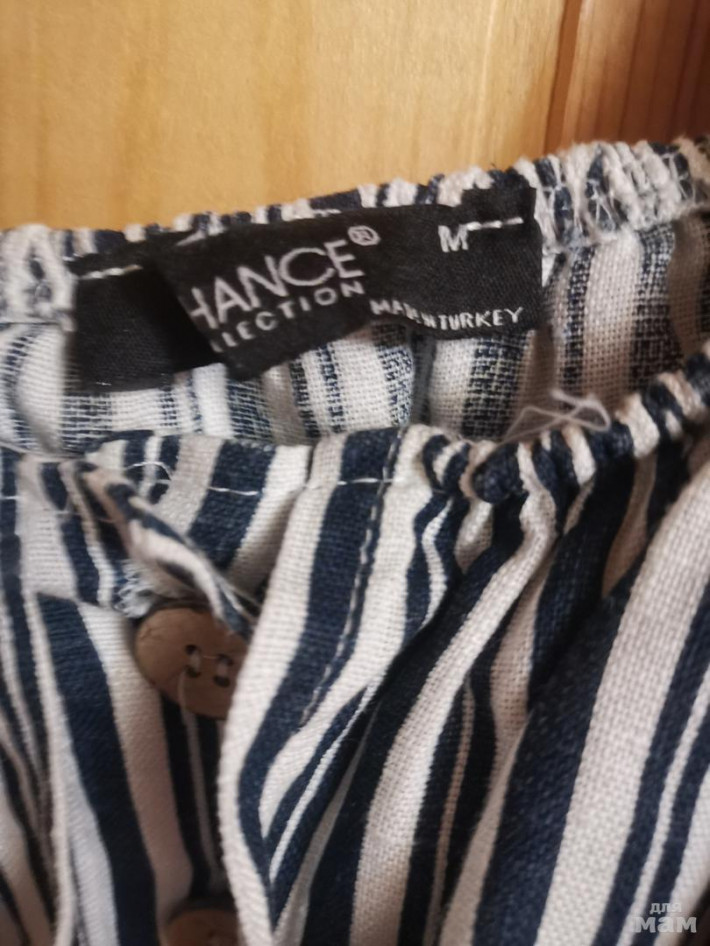 HANCE®
LLECTION
M
MADE IN TURKEY
для
мам